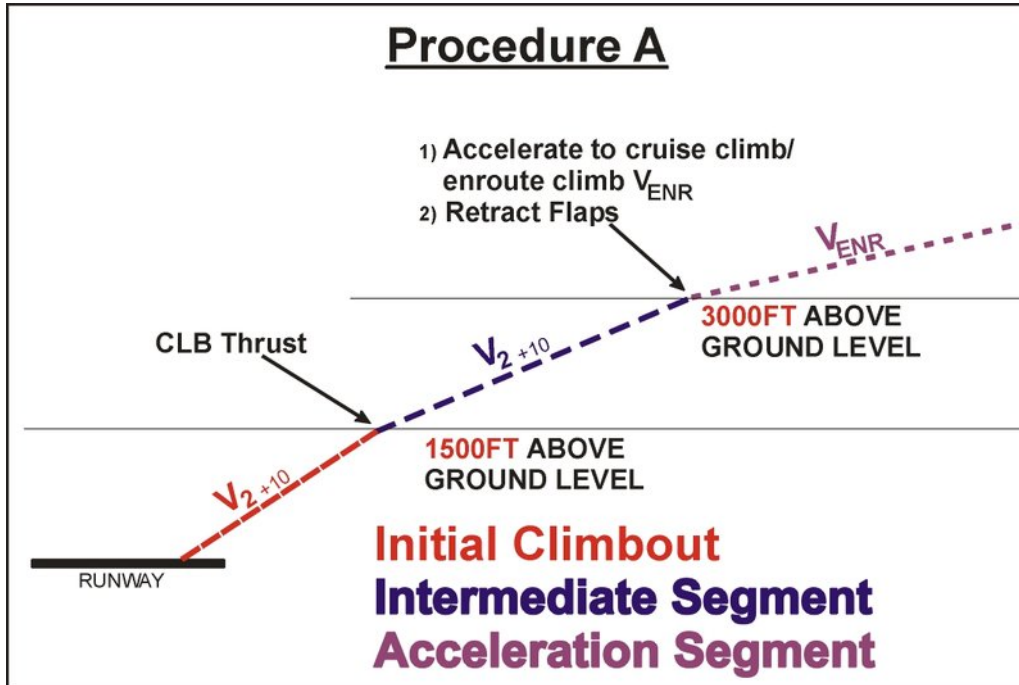 Procedure A
1) Accelerate to cruise climb/
enroute climb VENR
2) Retract Flaps
VENR
3000FT ABOVE
GROUND LEVEL
CLB Thrust
V2 +10
1500FT ABOVE
GROUND LEVEL
V2 +10
RUNWAY
Initial Climbout
Intermediate Segment
Acceleration Segment